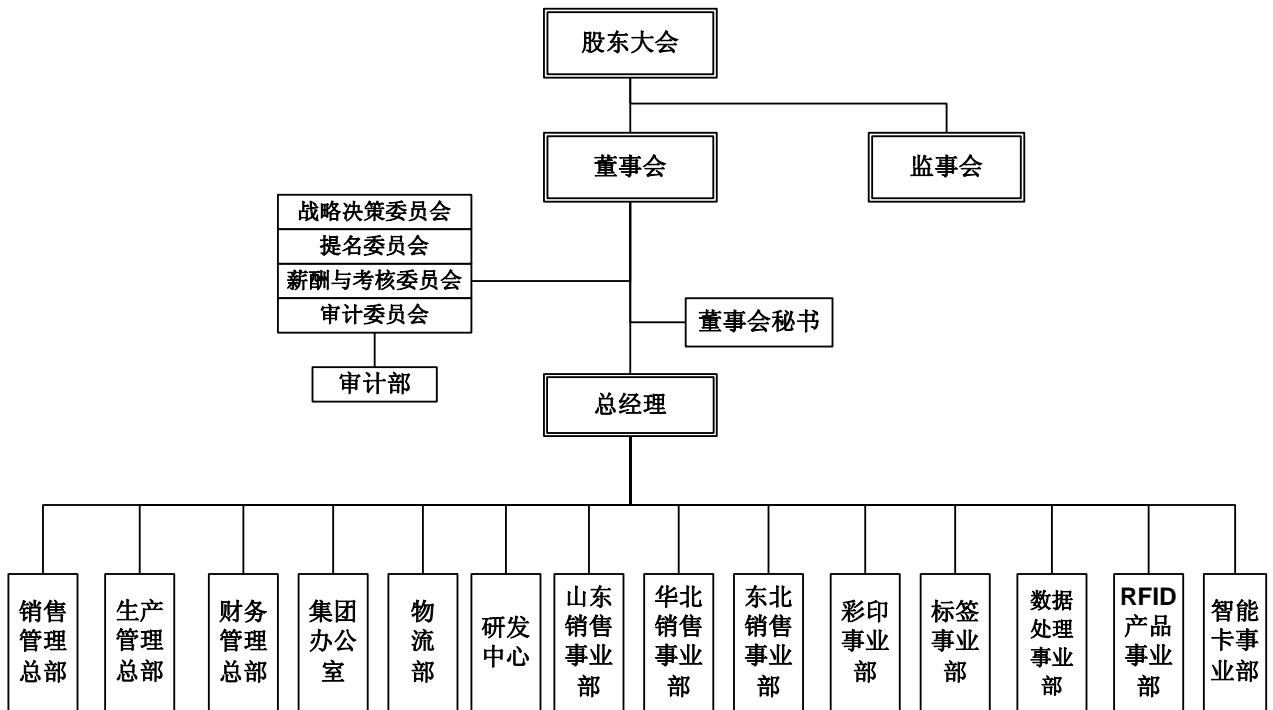 股东大会
董事会
监事会
战略决策委员会
提名委员会
薪酬与考核委员会
审计委员会
董事会秘书
审计部
总经理
销售
管理
总部
生产
管理
总部
财务
管理
总部
集团
办公
室
物
流
部
研发
中心
山东
销售
事业
部
华北
销售
事业
部
东北
销售
事业
部
彩印
事业
部
标签
事业
部
数据
处理
事业
部
RFID
产品
事业
部
智能
卡事
业部